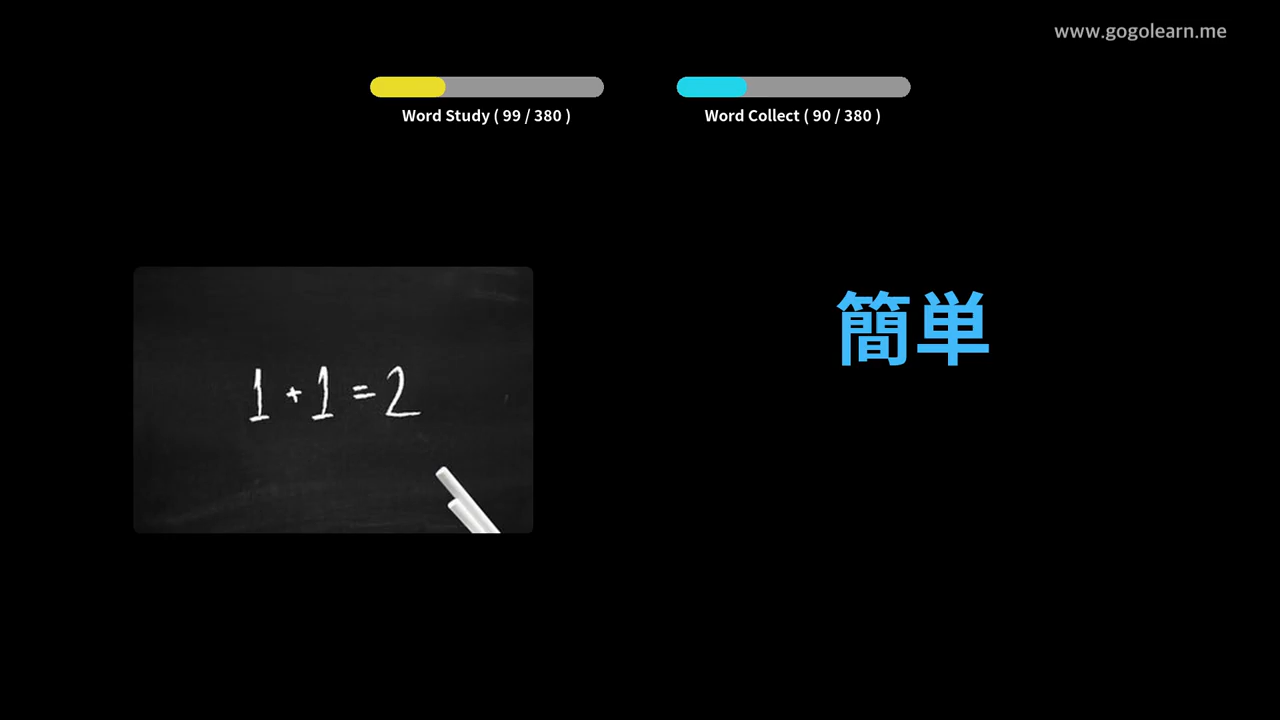 www.gogolearn.me
Word Study ( 99 / 380 )
Word Collect ( 90 / 380 )
1 + 1 = 2
簡単